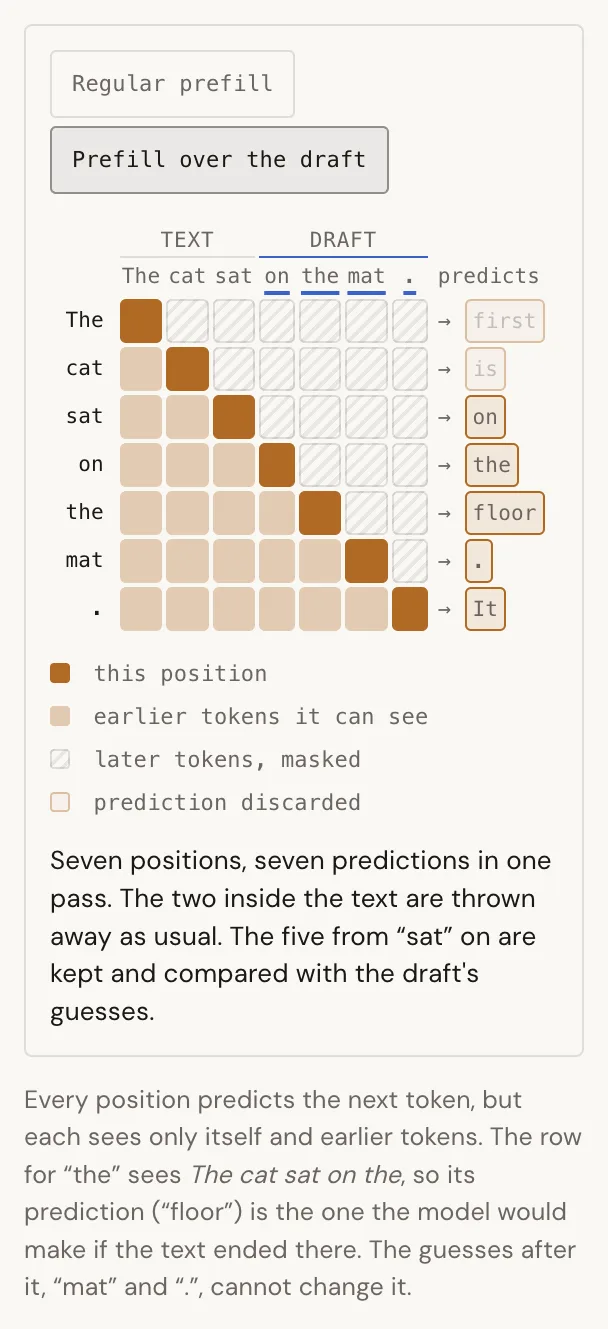 Regular prefill
Prefill over the draft
TEXT DRAFT
The cat sat on the mat . predicts
The → first
cat → is
sat → on
on → the
the → floor
mat → .
. → It
this position
earlier tokens it can see
later tokens, masked
prediction discarded
Seven positions, seven predictions in one
pass. The two inside the text are thrown
away as usual. The five from “sat” on are
kept and compared with the draft's
guesses.
Every position predicts the next token, but
each sees only itself and earlier tokens. The row
for “the” sees The cat sat on the, so its
prediction (“floor”) is the one the model would
make if the text ended there. The guesses after
it, “mat” and “.”, cannot change it.